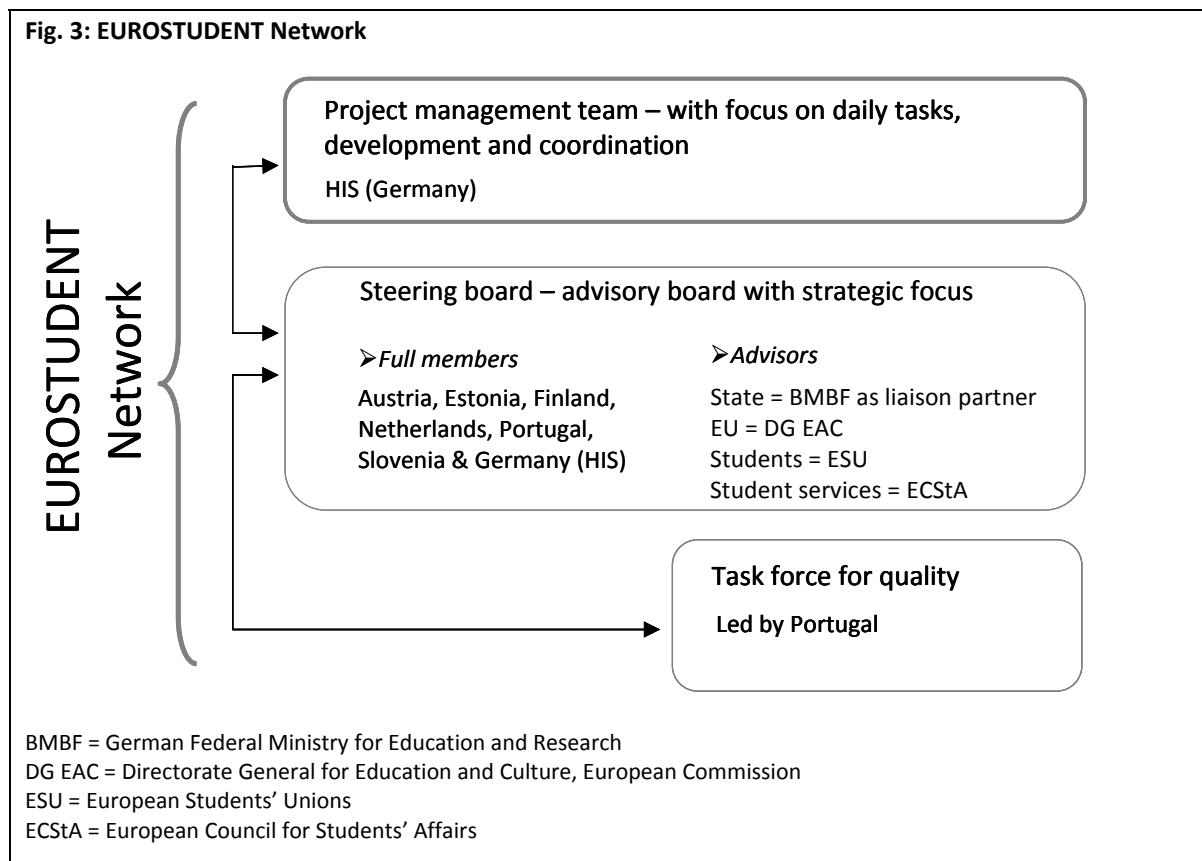 Fig. 3: EUROSTUDENT Network
EUROSTUDENT
Network
Project management team – with focus on daily tasks,
development and coordination
HIS (Germany)
Steering board – advisory board with strategic focus
➢Full members
Austria, Estonia, Finland,
Netherlands, Portugal,
Slovenia & Germany (HIS)
➢Advisors
State = BMBF as liaison partner
EU = DG EAC
Students = ESU
Student services = ECStA
Task force for quality
Led by Portugal
BMBF = German Federal Ministry for Education and Research
DG EAC = Directorate General for Education and Culture, European Commission
ESU = European Students’ Unions
ECStA = European Council for Students’ Affairs